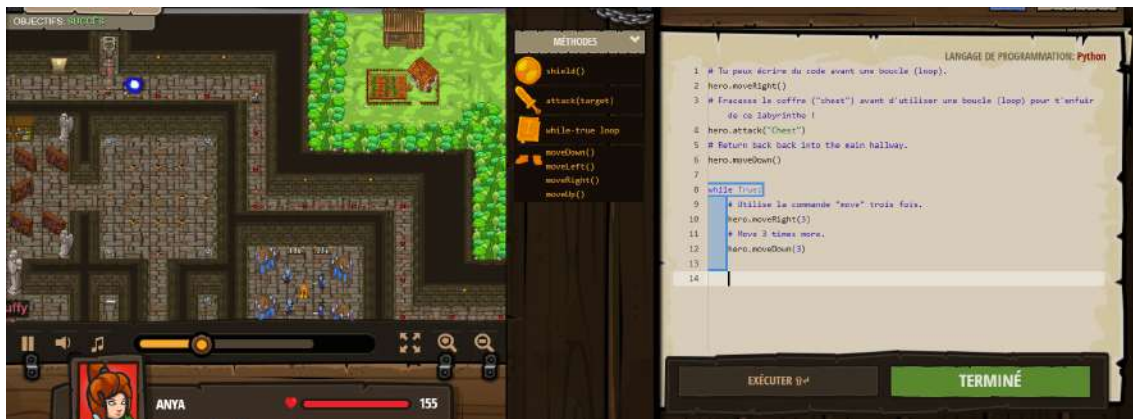 OBJECTIFS: SUCCÈS
MÉTHODES
shield()
attack(target)
while-true loop
moveDown()
moveLeft()
moveRight()
moveUp()
ANYA
155
LANGAGE DE PROGRAMMATION: Python
1 # Tu peux écrire du code avant une boucle (loop).
2 hero.moveRight()
3 # Fracasse le coffre ("chest") avant d'utiliser une boucle (loop) pour t'enfuir
de ce labyrinthe !
4 hero.attack("Chest")
5 # Return back back into the main hallway.
6 hero.moveDown()
7
8 while True:
9 # Utilise la commande "move" trois fois.
10 hero.moveRight(3)
11 # Move 3 times more.
12 hero.moveDown(3)
13
14
EXÉCUTER
TERMINÉ